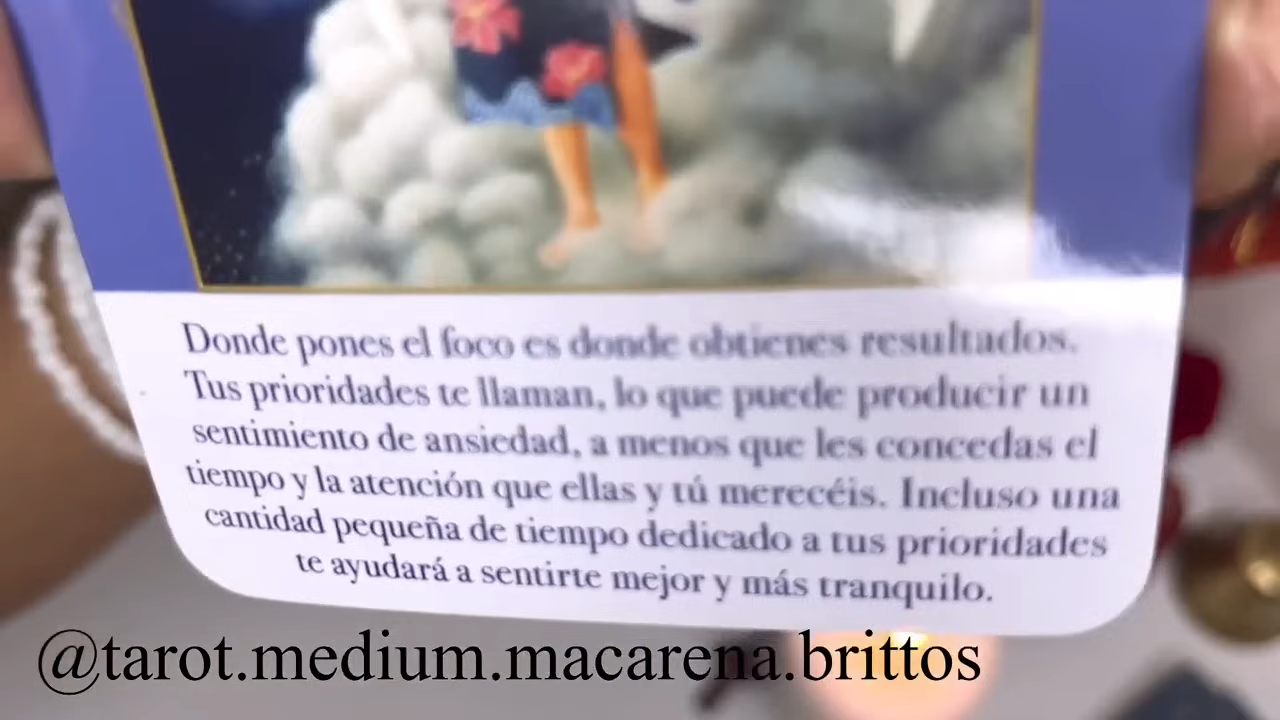 Donde pones el foco es donde obtienes resultados.
Tus prioridades te llaman, lo que puede producir un
sentimiento de ansiedad, a menos que les concedas el
tiempo y la atención que ellas y tú merecéis. Incluso una
cantidad pequeña de tiempo dedicado a tus prioridades
te ayudará a sentirte mejor y más tranquilo.
@tarot.medium.macarena.brittos